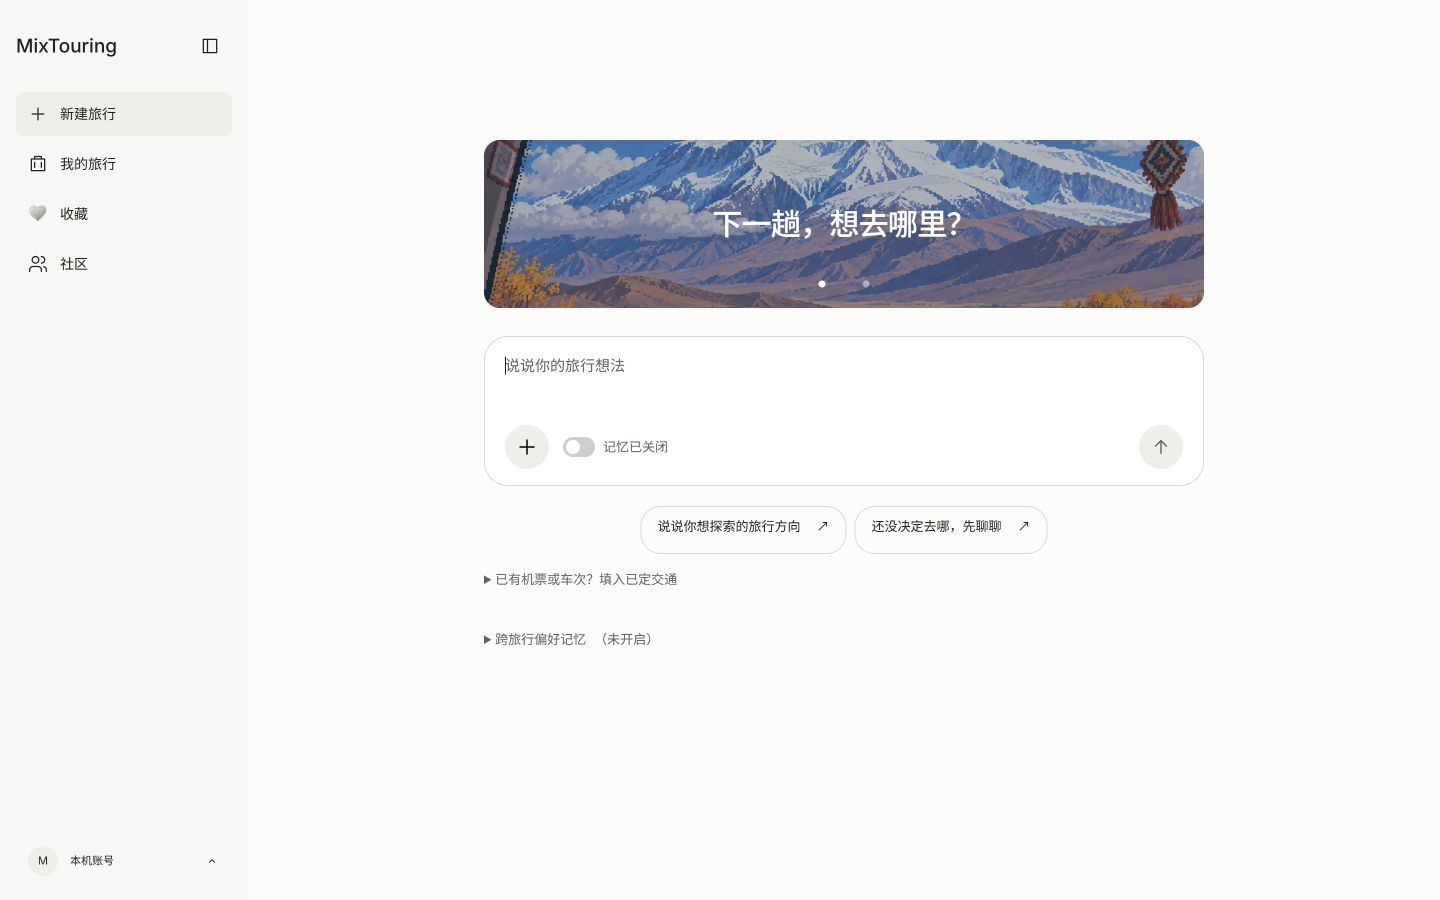 MixTouring
新建旅行
我的旅行
收藏
社区
下一趟，想去哪里？
说说你的旅行想法
记忆已关闭
说说你想探索的旅行方向 ↗
还没决定去哪，先聊聊 ↗
▶ 已有机票或车次？填入已定交通
▶ 跨旅行偏好记忆 （未开启）
M 本机账号